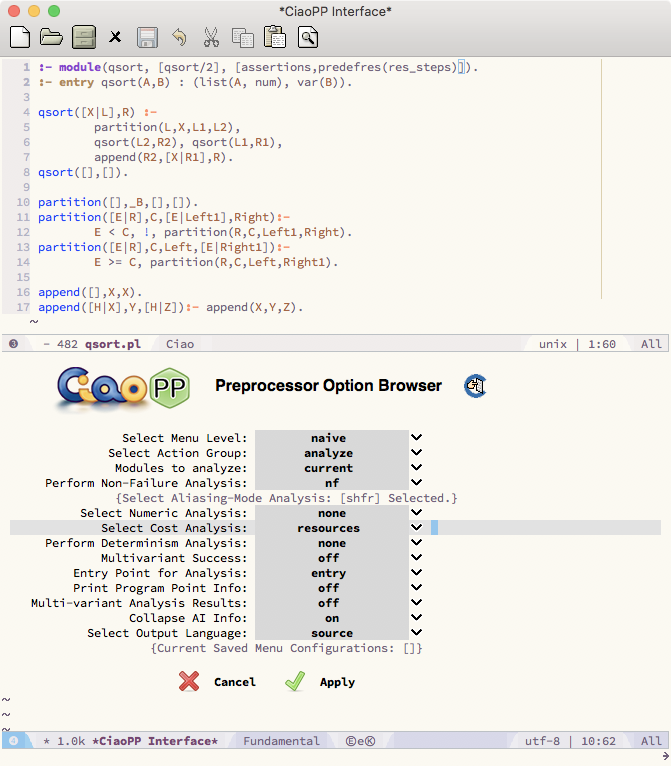 *CiaoPP Interface*
1 :- module(qsort, [qsort/2], [assertions,predefres(res_steps)]).
2 :- entry qsort(A,B) : (list(A, num), var(B)).
3
4 qsort([X|L],R) :-
5 partition(L,X,L1,L2),
6 qsort(L2,R2), qsort(L1,R1),
7 append(R2,[X|R1],R).
8 qsort([],[]).
9
10 partition([],_B,[],[]).
11 partition([E|R],C,[E|Left1],Right):-
12 E < C, !, partition(R,C,Left1,Right).
13 partition([E|R],C,Left,[E|Right1]):-
14 E >= C, partition(R,C,Left,Right1).
15
16 append([],X,X).
17 append([H|X],Y,[H|Z]):- append(X,Y,Z).
~
3 - 482 qsort.pl Ciao unix | 1:60 All
Ciao PP Preprocessor Option Browser
Select Menu Level: naive
Select Action Group: analyze
Modules to analyze: current
Perform Non-Failure Analysis: nf
{Select Aliasing-Mode Analysis: [shfr] Selected.}
Select Numeric Analysis: none
Select Cost Analysis: resources
Perform Determinism Analysis: none
Multivariant Success: off
Entry Point for Analysis: entry
Print Program Point Info: off
Multi-variant Analysis Results: off
Collapse AI Info: on
Select Output Language: source
{Current Saved Menu Configurations: []}
Cancel Apply
~
~
~
* 1.0k *CiaoPP Interface* Fundamental ⒺeⓀ utf-8 | 10:62 All